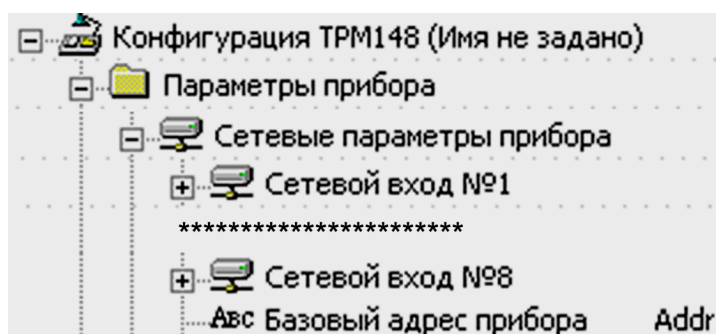 Конфигурация ТРМ148 (Имя не задано)
Параметры прибора
Сетевые параметры прибора
Сетевой вход №1
***********************
Сетевой вход №8
Авс Базовый адрес прибора Addr